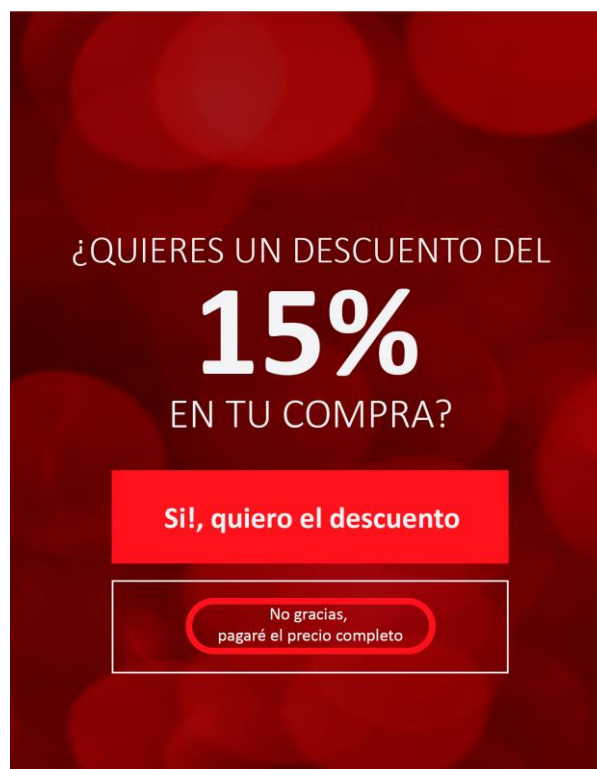 ¿QUIERES UN DESCUENTO DEL
15%
EN TU COMPRA?
Si!, quiero el descuento
No gracias,
pagaré el precio completo